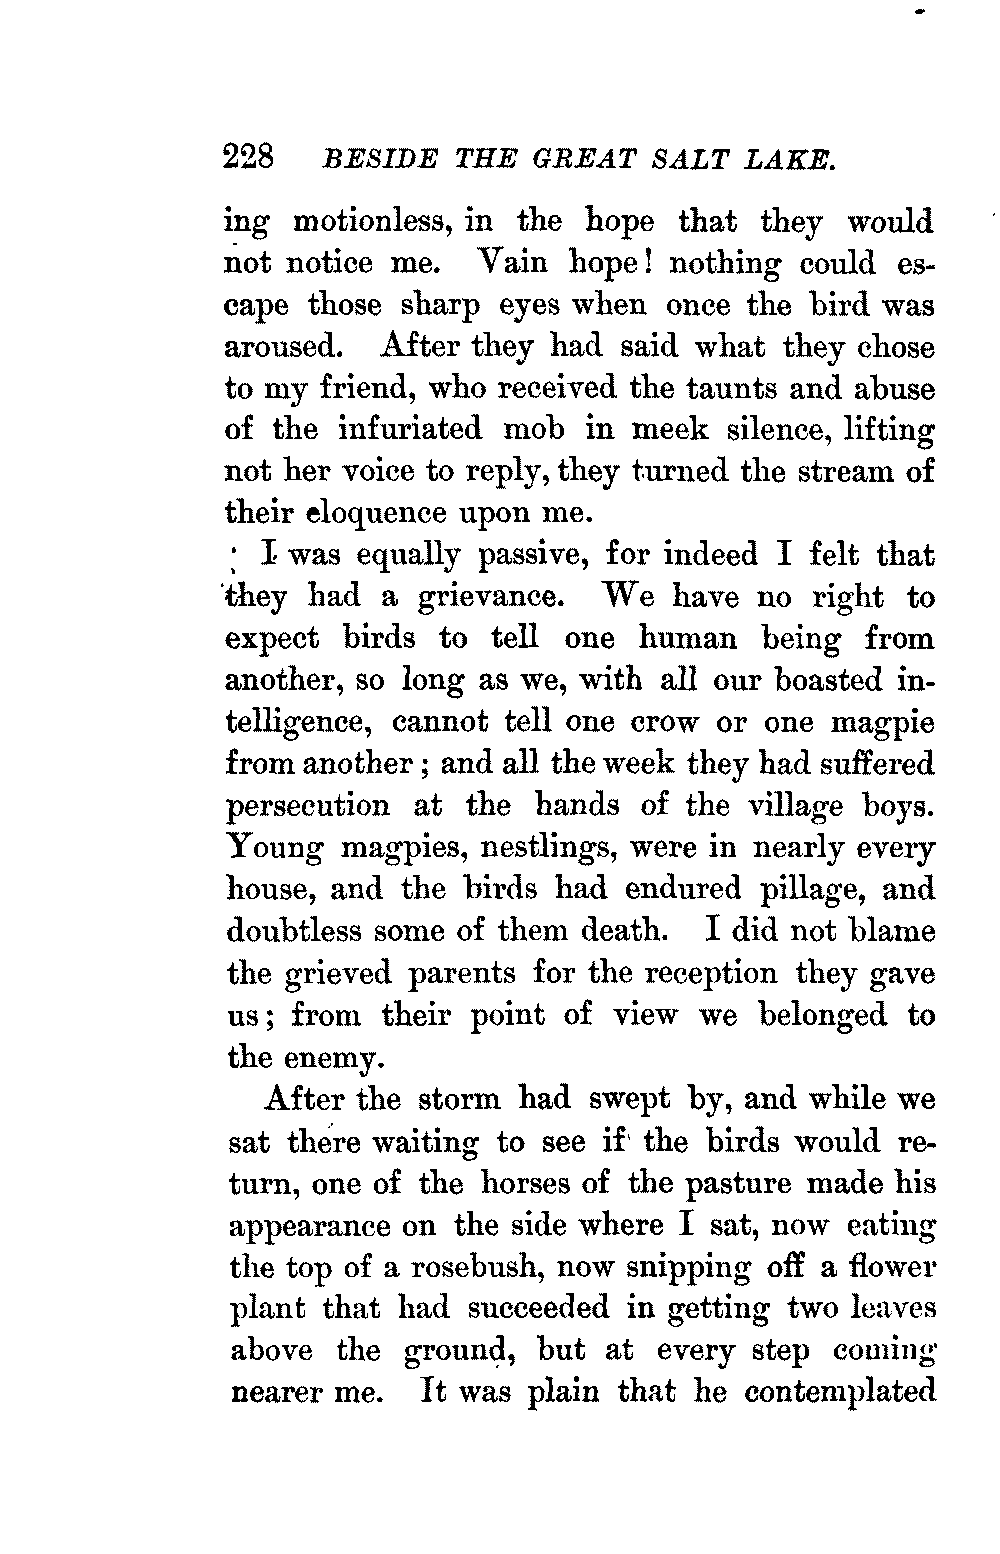 228 BESIDE THE GREAT SALT LAKE.
ing motionless, in the hope that they would
not notice me. Vain hope! nothing could es-
cape those sharp eyes when once the bird was
aroused. After they had said what they chose
to my friend, who received the taunts and abuse
of the infuriated mob in meek silence, lifting
not her voice to reply, they turned the stream of
their eloquence upon me.
I was equally passive, for indeed I felt that
they had a grievance. We have no right to
expect birds to tell one human being from
another, so long as we, with all our boasted in-
telligence, cannot tell one crow or one magpie
from another; and all the week they had suffered
persecution at the hands of the village boys.
Young magpies, nestlings, were in nearly every
house, and the birds had endured pillage, and
doubtless some of them death. I did not blame
the grieved parents for the reception they gave
us; from their point of view we belonged to
the enemy.
After the storm had swept by, and while we
sat there waiting to see if the birds would re-
turn, one of the horses of the pasture made his
appearance on the side where I sat, now eating
the top of a rosebush, now snipping off a flower
plant that had succeeded in getting two leaves
above the ground, but at every step coming
nearer me. It was plain that he contemplated